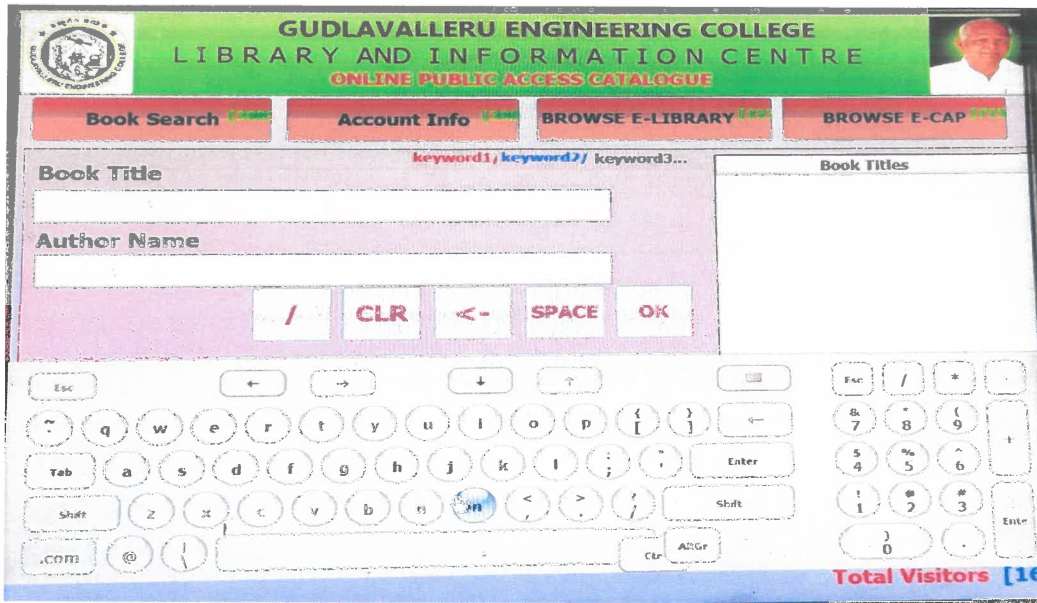 GUDLAVALLERU ENGINEERING COLLEGE
LIBRARY AND INFORMATION CENTRE
ONLINE PUBLIC ACCESS CATALOGUE
Book Search
Account Info
BROWSE E-LIBRARY
BROWSE E-CAP
keyword1/ keyword2/ keyword3...
Book Title
Book Titles
Author Name
/ CLR <- SPACE OK
Esc ← → ↓ ↑ Esc / * -
~ q w e r t y u i o p { [ } ] ← & 7 * 8 ( 9 +
Tab a s d f g h j k l : ; " ' Enter $ 4 % 5 ^ 6
Shift z x c v b n m < , > . ? / Shift ! 1 @ 2 # 3 Ente
.com @ | \ Ctr AltGr ) 0 .
Total Visitors [16